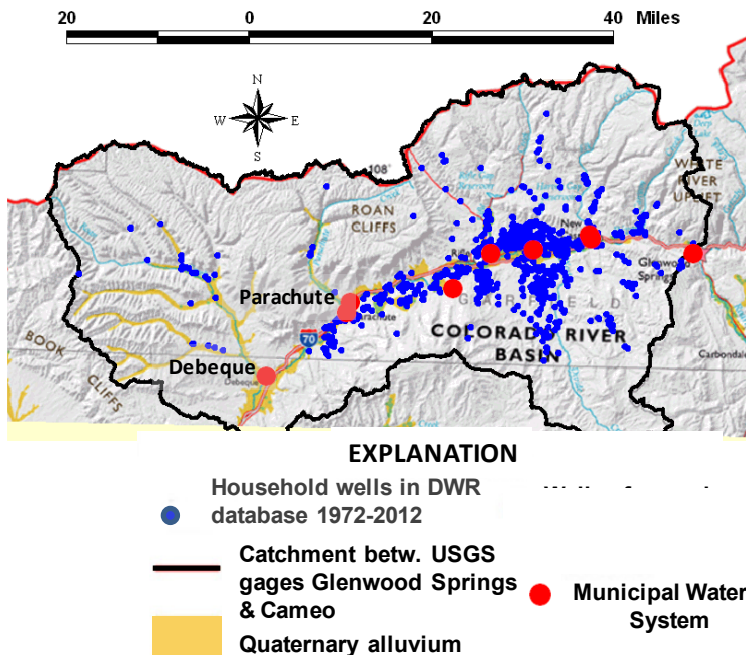 20 0 20 40 Miles
N
W E
S
108°
ROAN
CLIFFS
WHITE
RIVER
UPLIFT
New
Glenwood
Springs
Parachute
Parachute
GARFIELD
70
COLORADO RIVER
BASIN
Carbondale
BOOK
CLIFFS
Debeque
Debeque
EXPLANATION
Household wells in DWR
database 1972-2012
Catchment betw. USGS
gages Glenwood Springs
& Cameo
Municipal Water
System
Quaternary alluvium